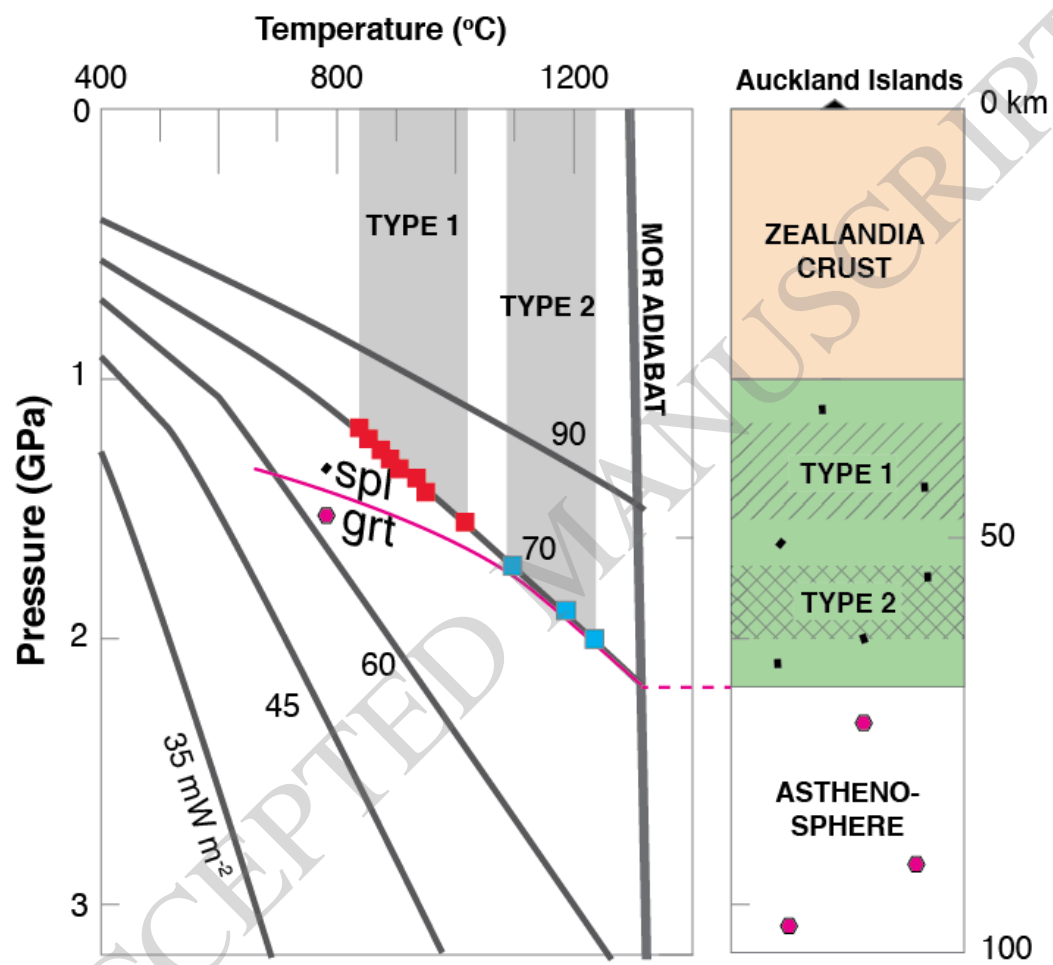 Temperature (ºC)
400 800 1200
Auckland Islands
0 0 km
TYPE 1
TYPE 2
MOR ADIABAT
ZEALANDIA
CRUST
Pressure (GPa)
1
90
spl
grt
70
TYPE 1
50
TYPE 2
2
60
45
35 mW m⁻²
ASTHENO-
SPHERE
3
100
ACCEPTED MANUSCRIPT